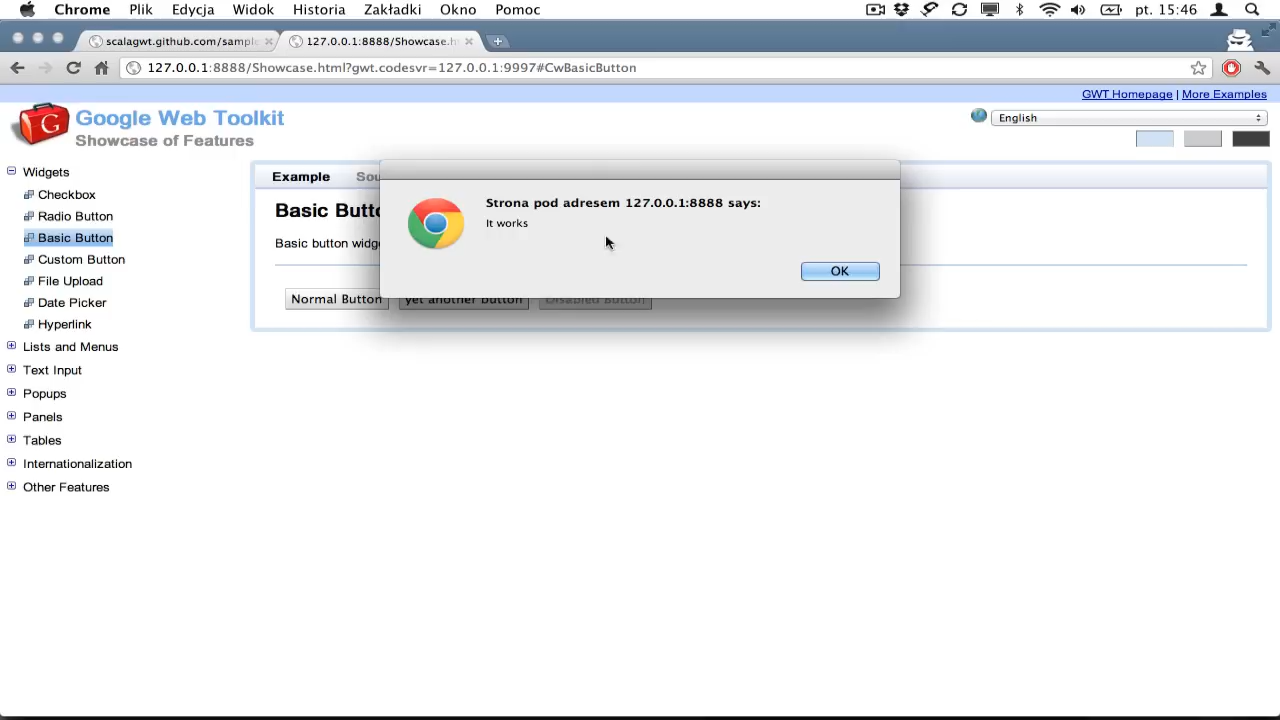 Chrome Plik Edycja Widok Historia Zakładki Okno Pomoc pt. 15:46
scalagwt.github.com/sample 127.0.0.1:8888/Showcase.h
127.0.0.1:8888/Showcase.html?gwt.codesvr=127.0.0.1:9997#CwBasicButton
GWT Homepage | More Examples
Google Web Toolkit
Showcase of Features
English
Widgets
Checkbox
Radio Button
Basic Button
Custom Button
File Upload
Date Picker
Hyperlink
Lists and Menus
Text Input
Popups
Panels
Tables
Internationalization
Other Features
Example Sou
Basic Butto
Basic button widge
Strona pod adresem 127.0.0.1:8888 says:
It works
OK
Normal Button yet another button Disabled Button